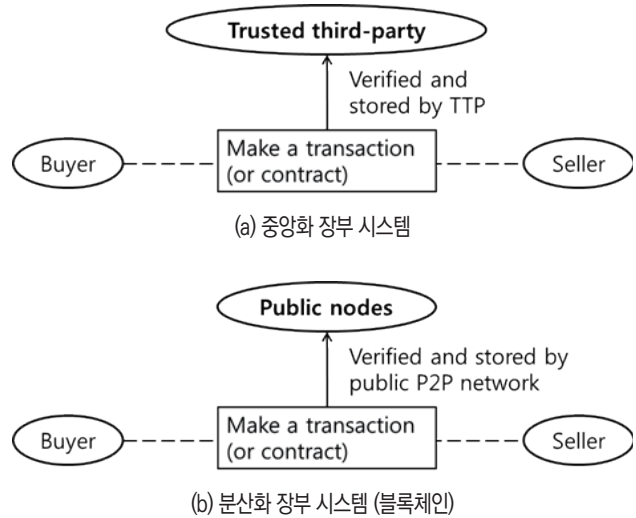 Trusted third-party
Verified and
stored by TTP
Buyer
Make a transaction
(or contract)
Seller
(a) 중앙화 장부 시스템
Public nodes
Verified and stored by
public P2P network
Buyer
Make a transaction
(or contract)
Seller
(b) 분산화 장부 시스템 (블록체인)